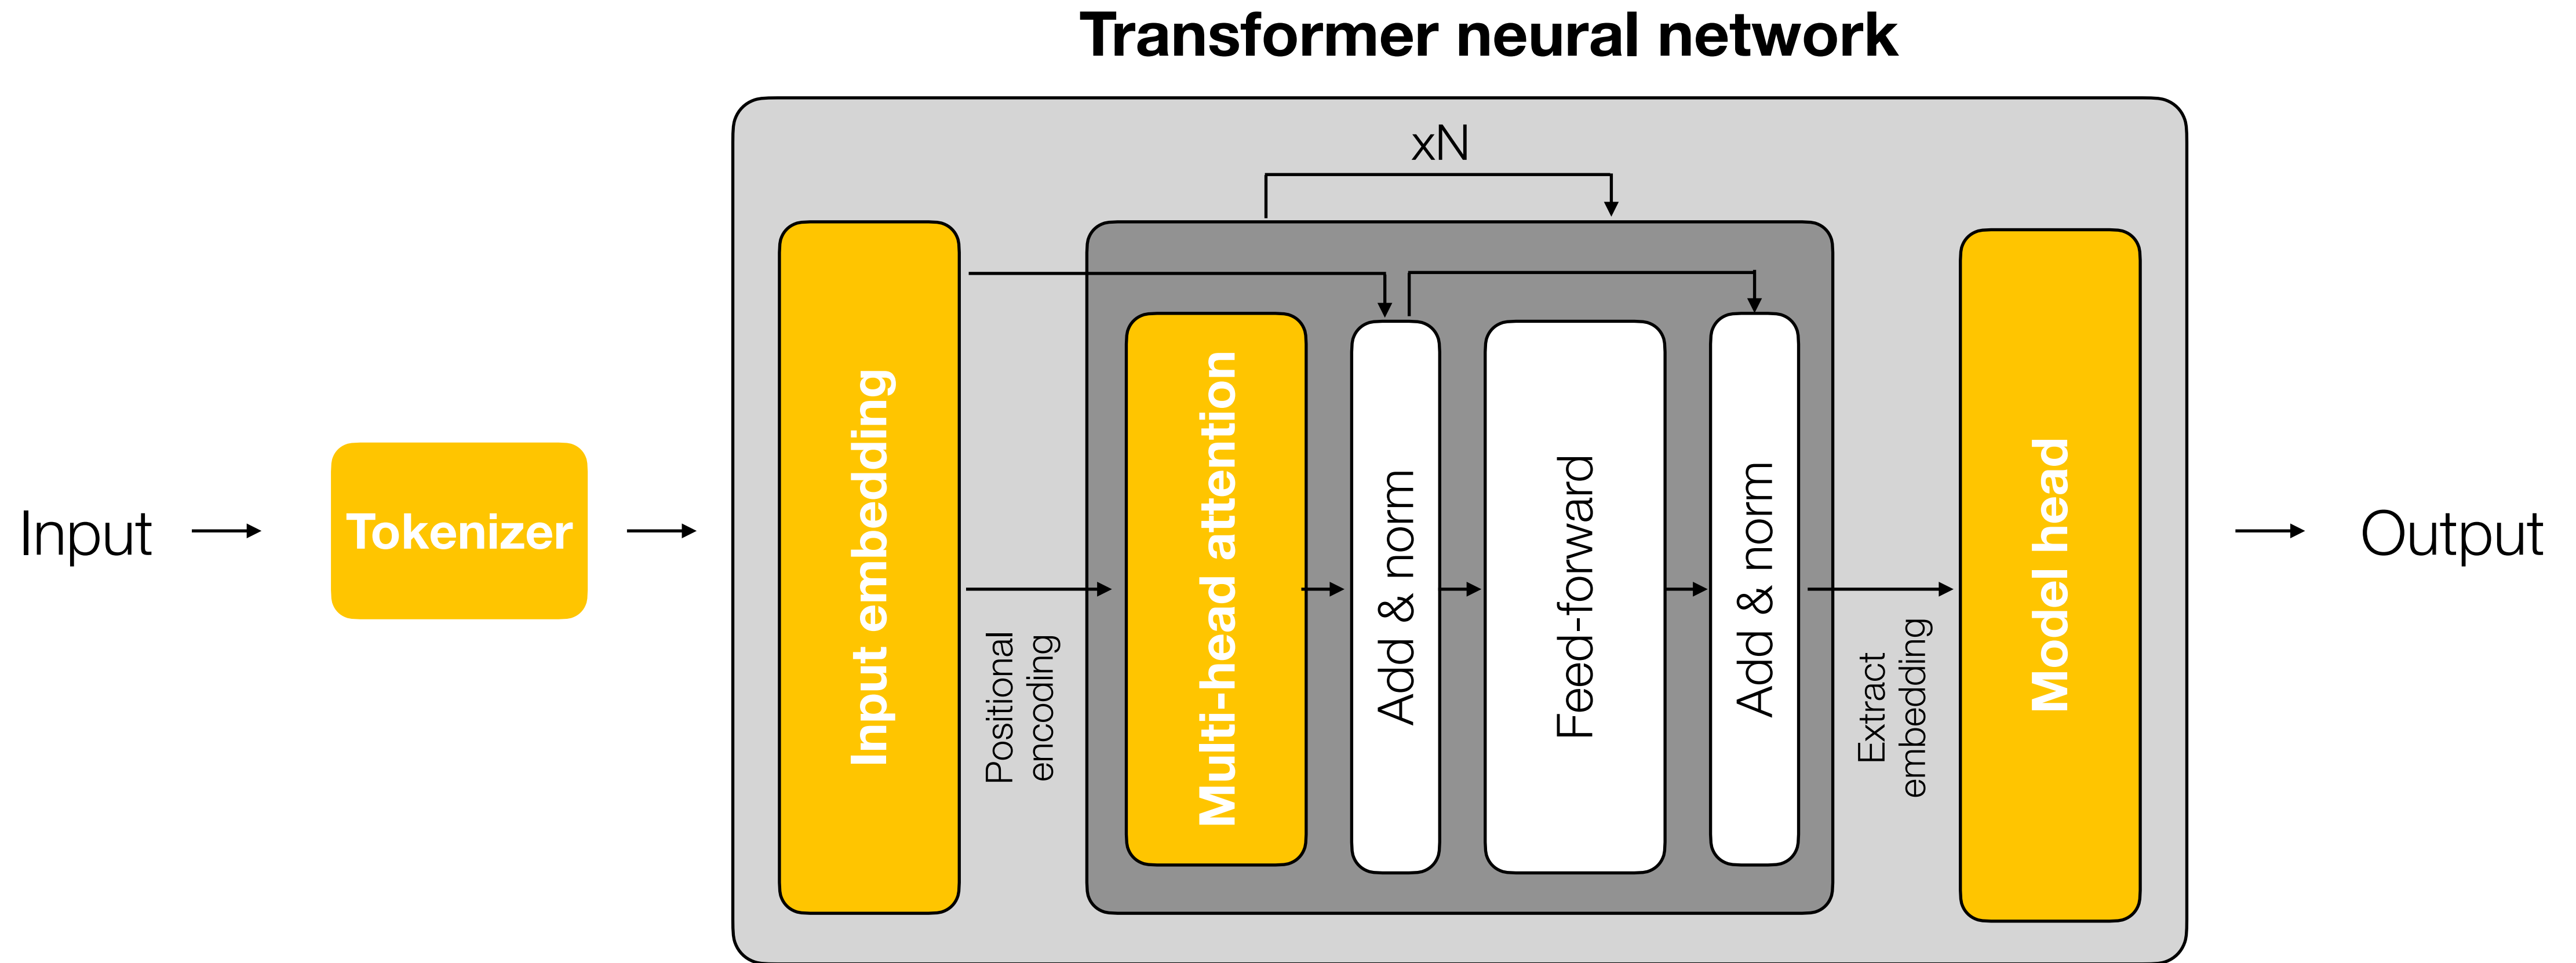 Transformer neural network
xN
Input
Tokenizer
Input embedding
Positional
encoding
Multi-head attention
Add & norm
Feed-forward
Add & norm
Extract
embedding
Model head
Output